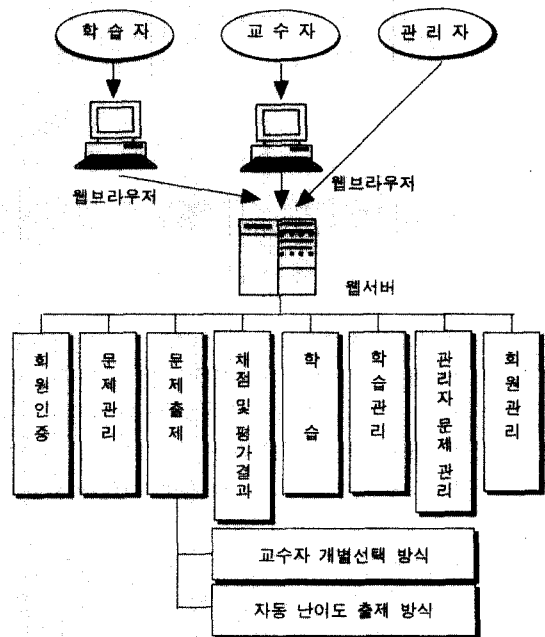 학 습 자
교 수 자
관 리 자
웹브라우저
웹브라우저
웹서버
회원인증
문제관리
문제출제
채점 및 평가결과
학 습
학습관리
관리자 문제 관리
회원관리
교수자 개별선택 방식
자동 난이도 출제 방식